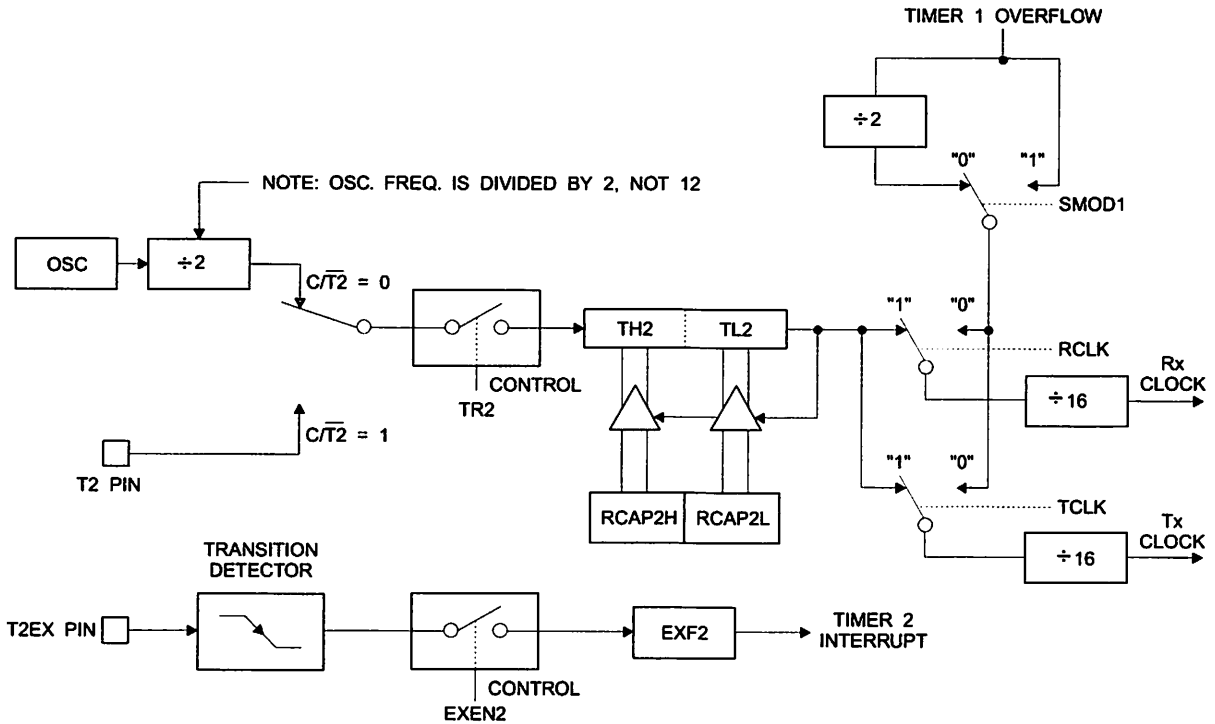 TIMER 1 OVERFLOW
÷2
"0" "1"
NOTE: OSC. FREQ. IS DIVIDED BY 2, NOT 12
SMOD1
OSC
÷2
C/T2̅ = 0
"1" "0"
TH2 TL2
RCLK
Rx
CLOCK
CONTROL
TR2
÷16
C/T2̅ = 1
T2 PIN
"1" "0"
RCAP2H RCAP2L
TCLK
Tx
CLOCK
÷16
TRANSITION
DETECTOR
T2EX PIN
EXF2
TIMER 2
INTERRUPT
CONTROL
EXEN2